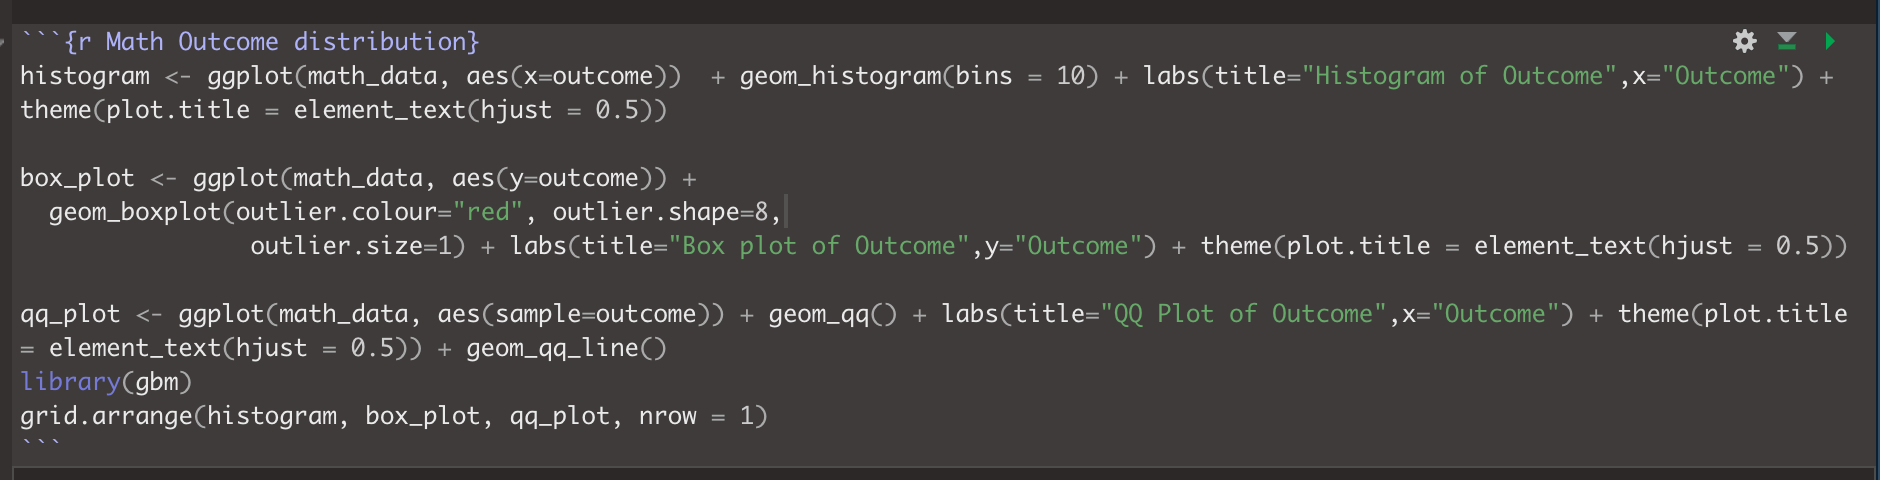 ```{r Math Outcome distribution}
histogram <- ggplot(math_data, aes(x=outcome))  + geom_histogram(bins = 10) + labs(title="Histogram of Outcome",x="Outcome") +
theme(plot.title = element_text(hjust = 0.5))
box_plot <- ggplot(math_data, aes(y=outcome)) +
  geom_boxplot(outlier.colour="red", outlier.shape=8,
                outlier.size=1) + labs(title="Box plot of Outcome",y="Outcome") + theme(plot.title = element_text(hjust = 0.5))
qq_plot <- ggplot(math_data, aes(sample=outcome)) + geom_qq() + labs(title="QQ Plot of Outcome",x="Outcome") + theme(plot.title
= element_text(hjust = 0.5)) + geom_qq_line()
library(gbm)
grid.arrange(histogram, box_plot, qq_plot, nrow = 1)
```